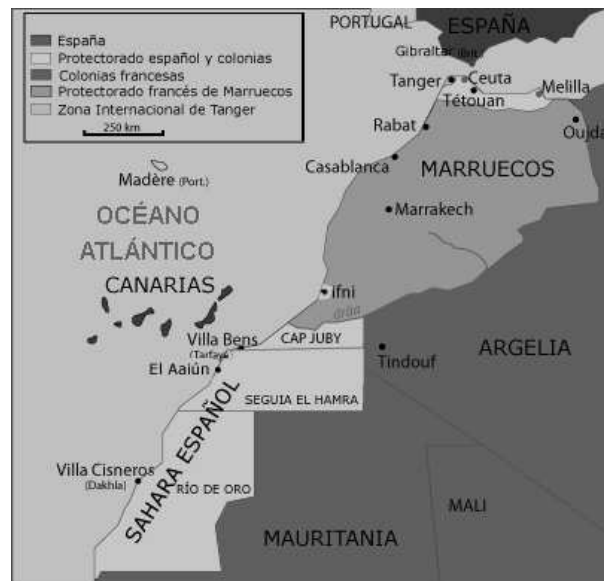 España
Protectorado español y colonias
Colonias francesas
Protectorado francés de Marruecos
Zona Internacional de Tanger
250 km
PORTUGAL
ESPAÑA
Gibraltar (Brit.)
Tanger
Ceuta
Tétouan
Melilla
Rabat
Oujda
Casablanca
MARRUECOS
Madère (Port.)
Marrakech
OCÉANO
ATLÁNTICO
CANARIAS
ifni
drâa
Villa Bens
(Tarfaya)
CAP JUBY
El Aaiún
Tindouf
ARGELIA
SEGUIA EL HAMRA
SAHARA ESPAÑOL
Villa Cisneros
(Dakhla)
RÍO DE ORO
MALI
MAURITANIA